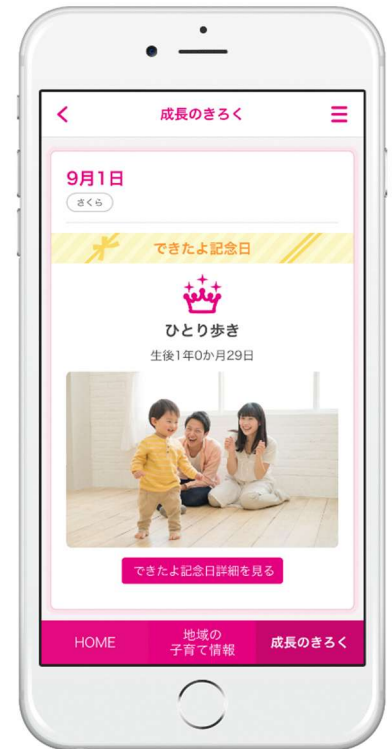 成長のきろく
9月1日
さくら
できたよ記念日
ひとり歩き
生後1年0か月29日
できたよ記念日詳細を見る
HOME
地域の
子育て情報
成長のきろく